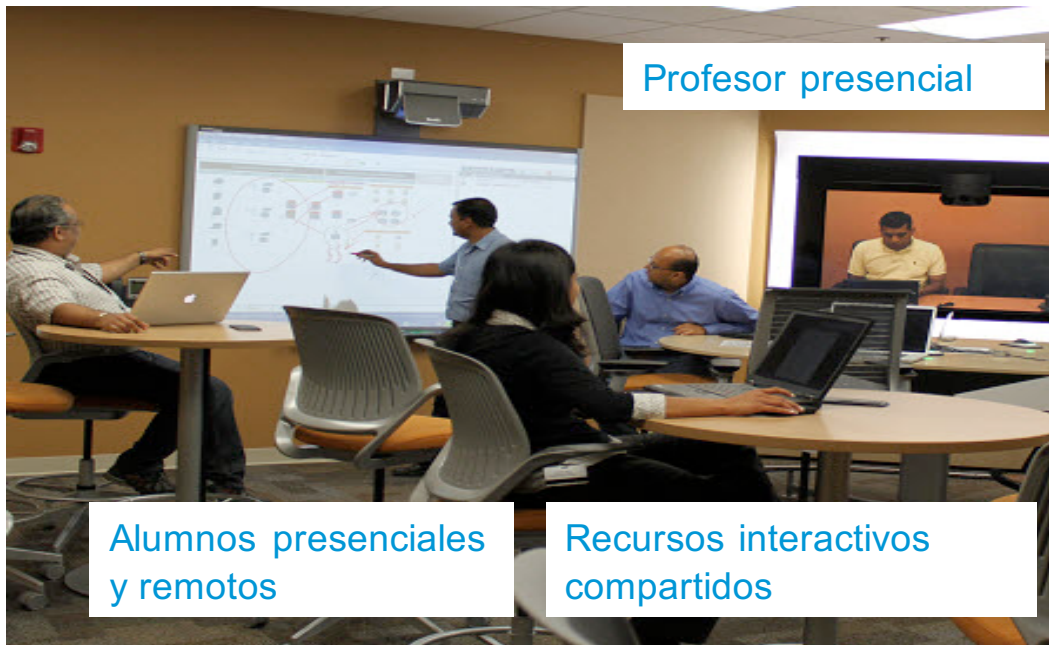 Profesor presencial
Alumnos presenciales
y remotos
Recursos interactivos
compartidos